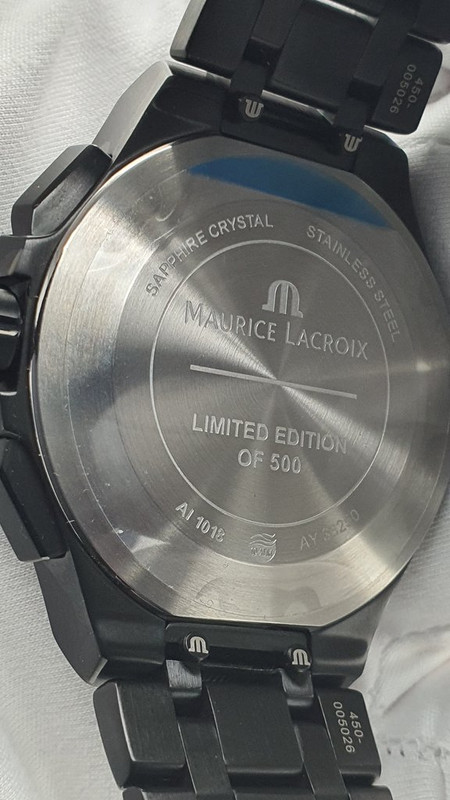 450-
005026
SAPPHIRE CRYSTAL
STAINLESS STEEL
MAURICE LACROIX
LIMITED EDITION
OF 500
AI 1018
450-
005026